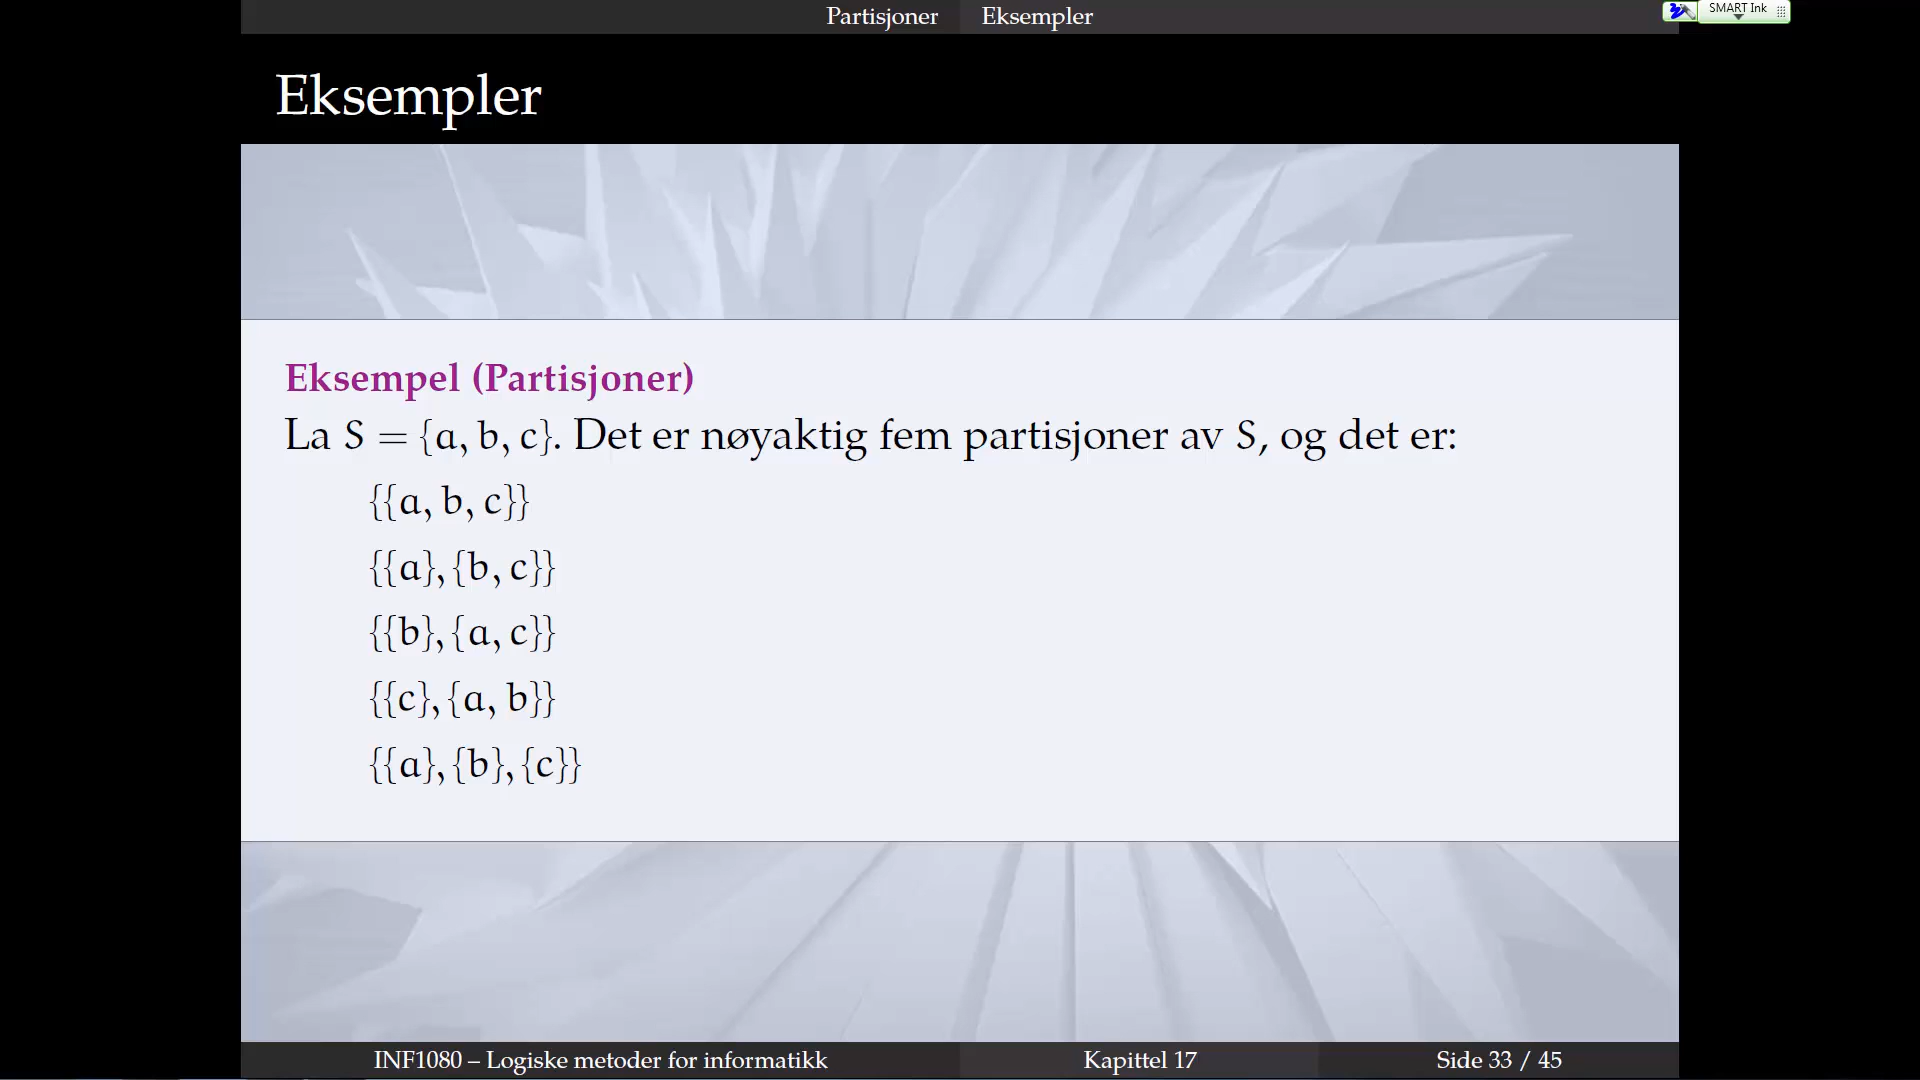 Partisjoner Eksempler
SMART Ink
Eksempler
Eksempel (Partisjoner)
La S = {a, b, c}. Det er nøyaktig fem partisjoner av S, og det er:
{{a, b, c}}
{{a}, {b, c}}
{{b}, {a, c}}
{{c}, {a, b}}
{{a}, {b}, {c}}
INF1080 – Logiske metoder for informatikk Kapittel 17 Side 33 / 45